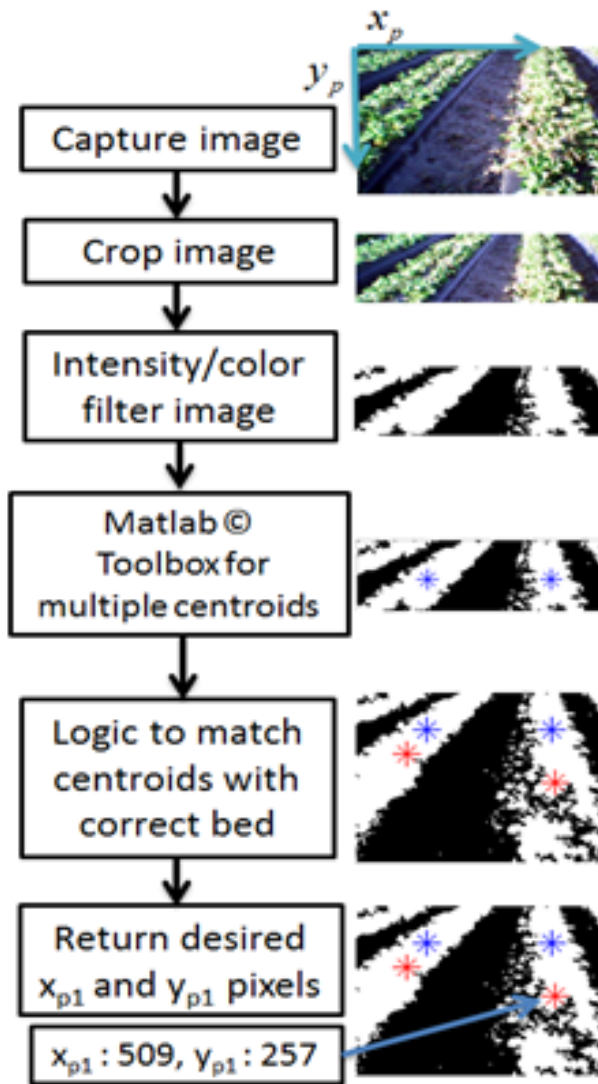 x_p
y_p
Capture image
Crop image
Intensity/color
filter image
Matlab ©
Toolbox for
multiple centroids
Logic to match
centroids with
correct bed
Return desired
x_p1 and y_p1 pixels
x_p1 : 509, y_p1 : 257